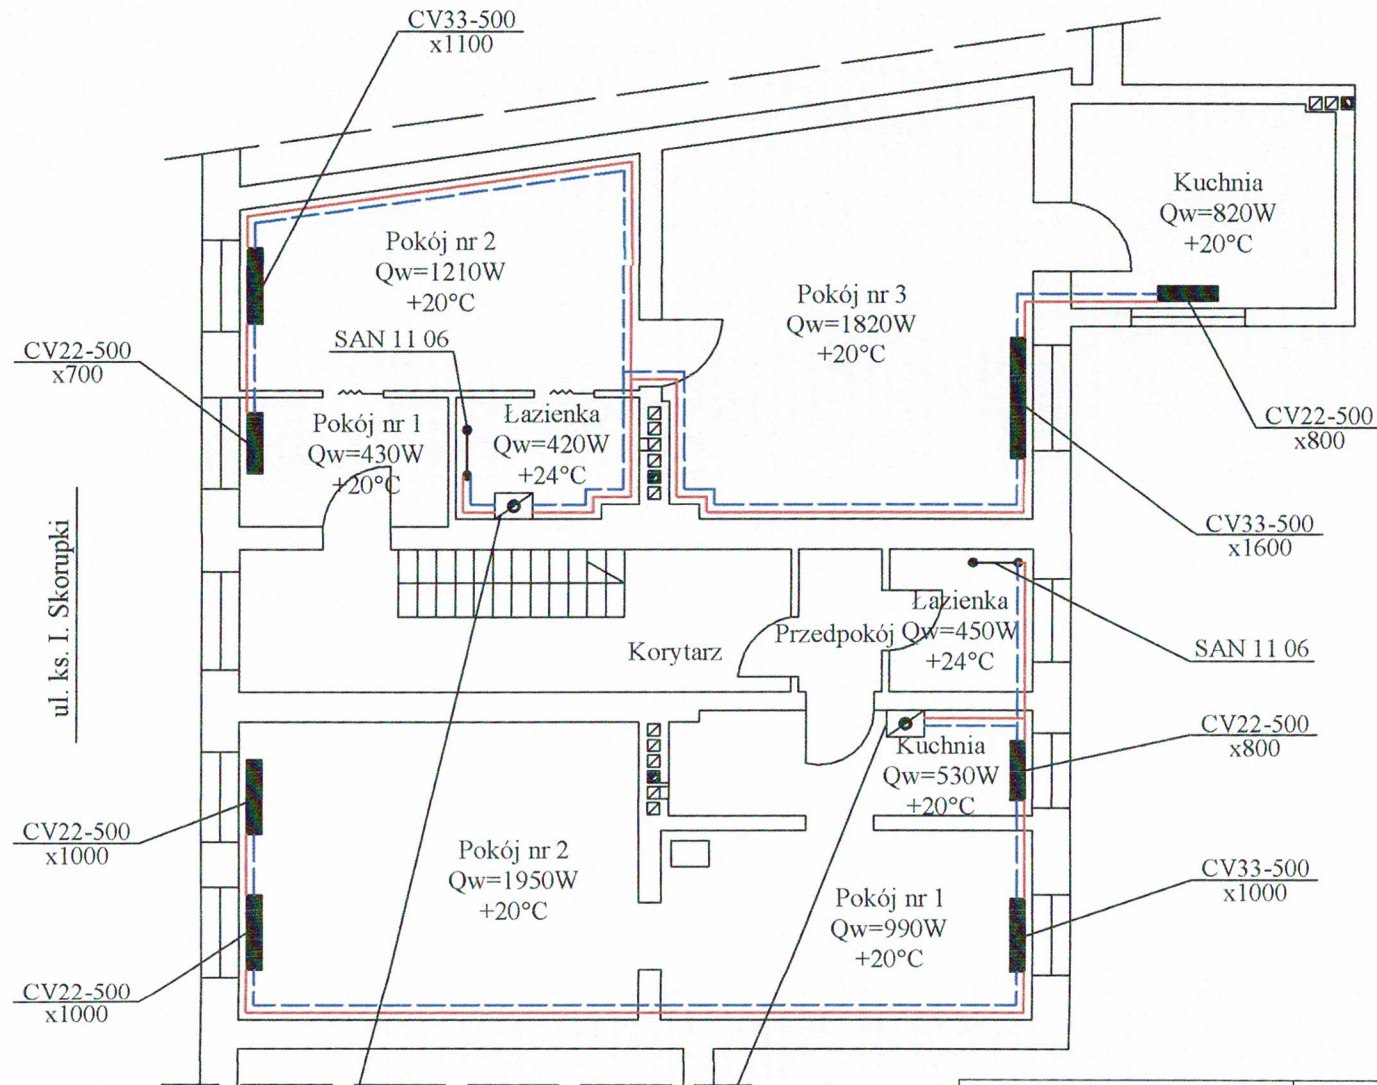 CV33-500
x1100
Kuchnia
Qw=820W
+20°C
Pokój nr 2
Qw=1210W
+20°C
Pokój nr 3
Qw=1820W
+20°C
SAN 11 06
CV22-500
x700
Pokój nr 1
Qw=430W
+20°C
Łazienka
Qw=420W
+24°C
CV22-500
x800
CV33-500
x1600
ul. ks. I. Skorupki
Korytarz
Przedpokój
Łazienka
Qw=450W
+24°C
SAN 11 06
CV22-500
x800
Kuchnia
Qw=530W
+20°C
CV22-500
x1000
Pokój nr 2
Qw=1950W
+20°C
Pokój nr 1
Qw=990W
+20°C
CV33-500
x1000
CV22-500
x1000